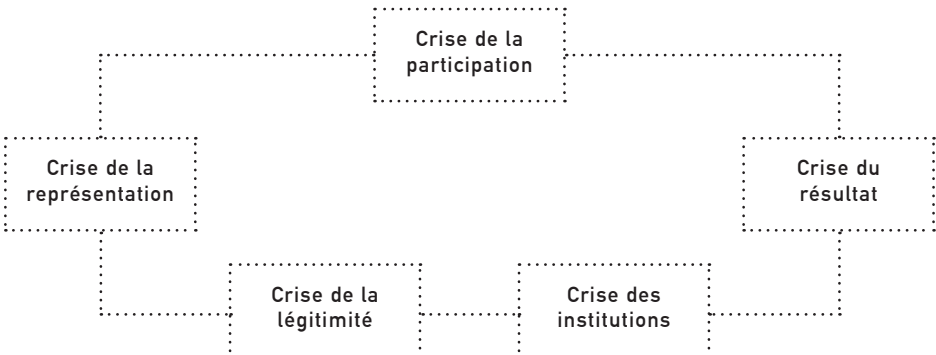 Crise de la
participation
Crise de la
représentation
Crise du
résultat
Crise de la
légitimité
Crise des
institutions